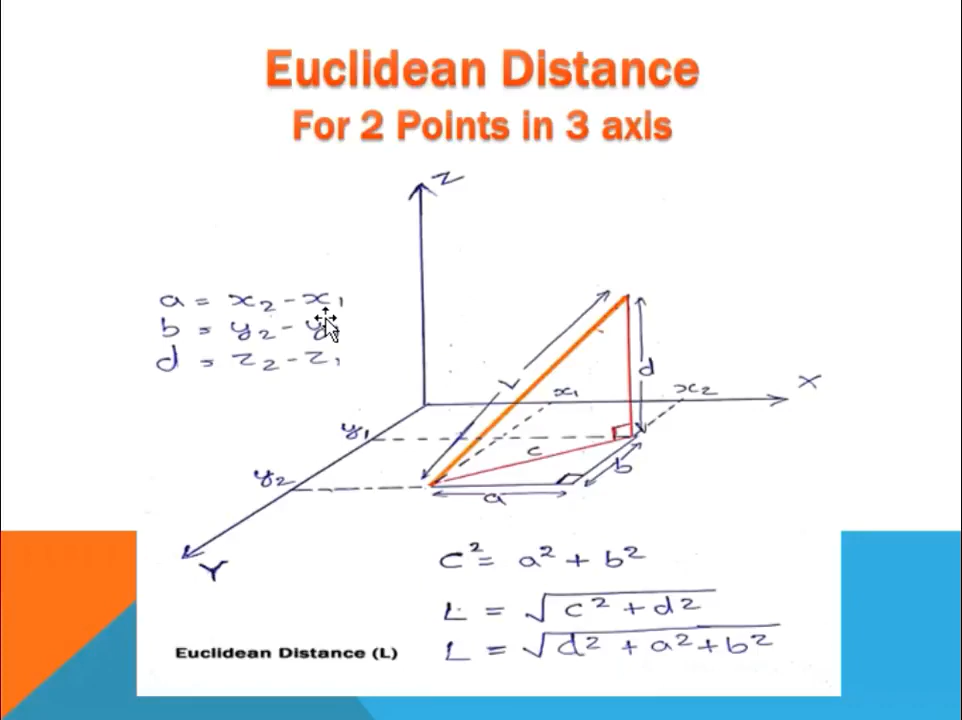 Euclidean Distance
For 2 Points in 3 axis
Z
a = x₂ - x₁
b = y₂ - y
d = z₂ - z₁
L
d
x₁
x₂
X
y₁
c
b
y₂
a
Y
c² = a² + b²
L = √c² + d²
L = √d² + a² + b²
Euclidean Distance (L)